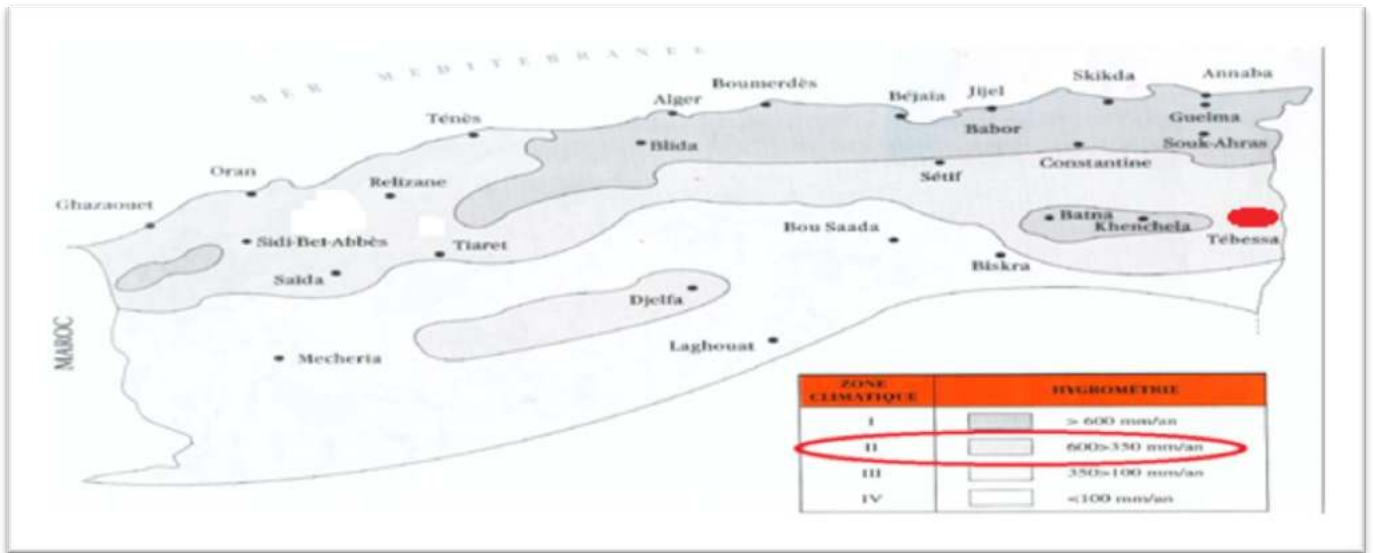 MER MEDITERRANEE
Skikda
Annaba
Boumerdès
Béjaia
Jijel
Alger
Guelma
Ténès
Babor
Blida
Souk-Ahras
Constantine
Oran
Sétif
Relizane
Ghazaouet
Batna
Bou Saada
Khenchela
Sidi-Bel-Abbès
Tiaret
Tébessa
Biskra
Saïda
Djelfa
MAROC
Laghouat
Mecheria
ZONE CLIMATIQUE HYGROMÉTRIE
I > 600 mm/an
II 600>350 mm/an
III 350>100 mm/an
IV <100 mm/an